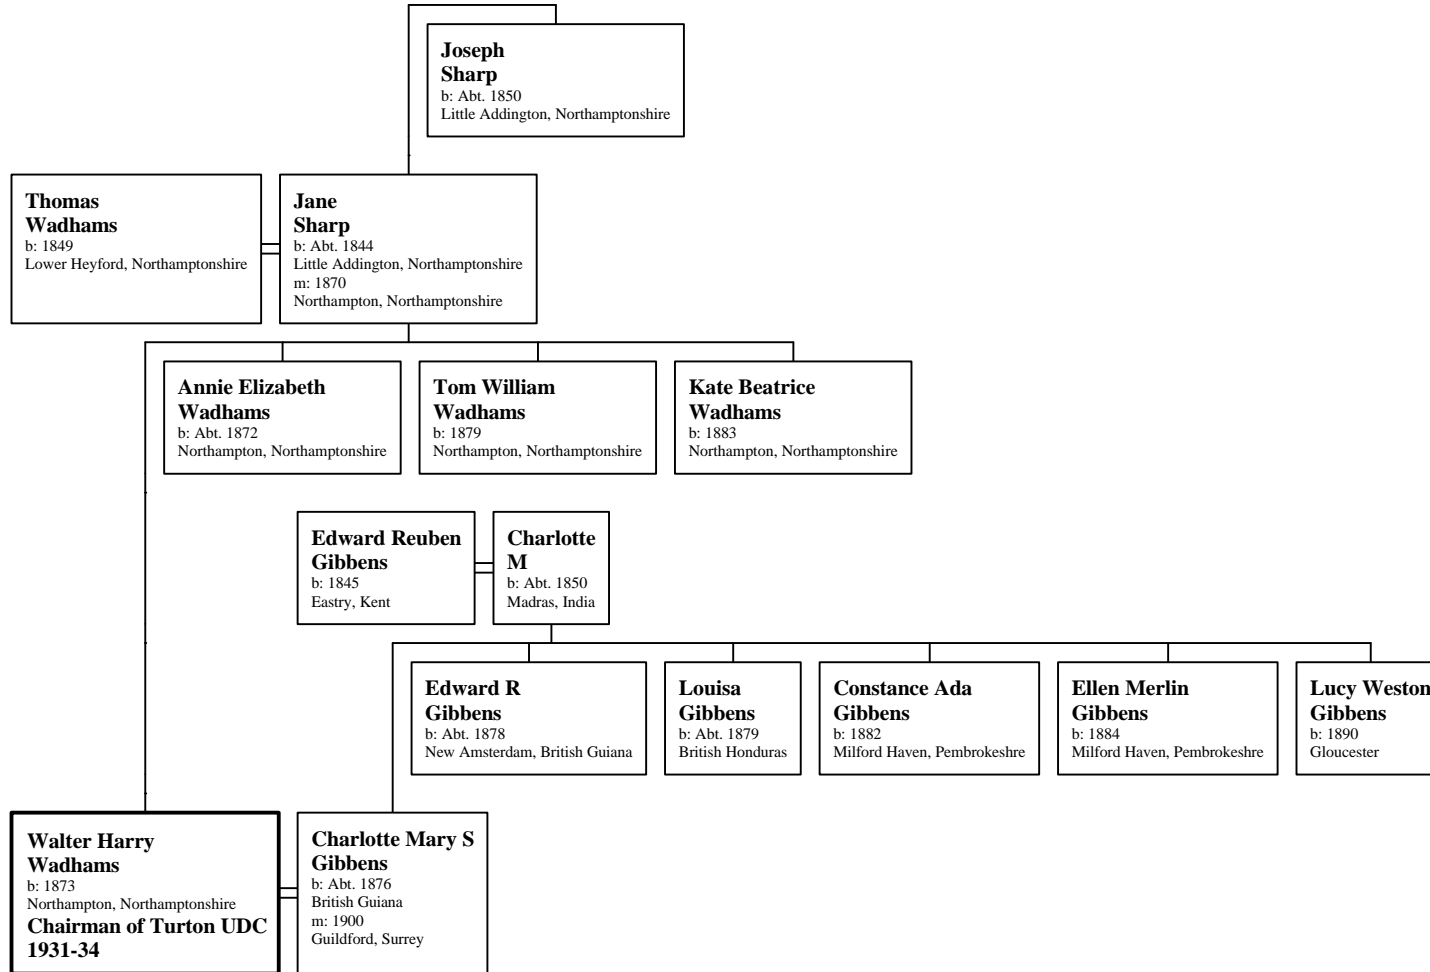 Joseph
Sharp
b: Abt. 1850
Little Addington, Northamptonshire
Thomas
Wadhams
b: 1849
Lower Heyford, Northamptonshire
Jane
Sharp
b: Abt. 1844
Little Addington, Northamptonshire
m: 1870
Northampton, Northamptonshire
Annie Elizabeth
Wadhams
b: Abt. 1872
Northampton, Northamptonshire
Tom William
Wadhams
b: 1879
Northampton, Northamptonshire
Kate Beatrice
Wadhams
b: 1883
Northampton, Northamptonshire
Edward Reuben
Gibbens
b: 1845
Eastry, Kent
Charlotte
M
b: Abt. 1850
Madras, India
Edward R
Gibbens
b: Abt. 1878
New Amsterdam, British Guiana
Louisa
Gibbens
b: Abt. 1879
British Honduras
Constance Ada
Gibbens
b: 1882
Milford Haven, Pembrokeshre
Ellen Merlin
Gibbens
b: 1884
Milford Haven, Pembrokeshre
Lucy Weston
Gibbens
b: 1890
Gloucester
Walter Harry
Wadhams
b: 1873
Northampton, Northamptonshire
Chairman of Turton UDC
1931-34
Charlotte Mary S
Gibbens
b: Abt. 1876
British Guiana
m: 1900
Guildford, Surrey